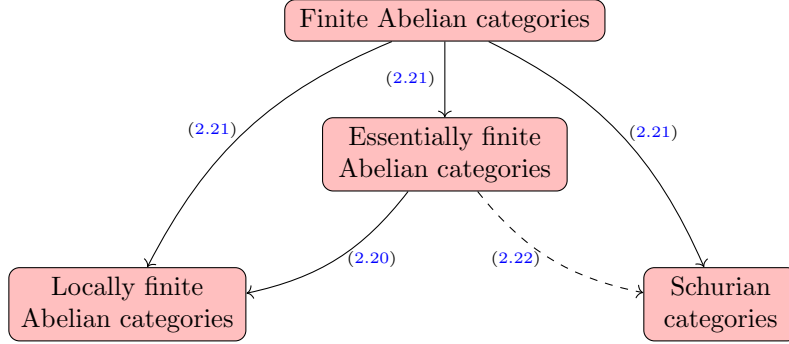 Finite Abelian categories
(2.21)
(2.21)
(2.21)
Essentially finite
Abelian categories
(2.20)
(2.22)
Locally finite
Abelian categories
Schurian
categories